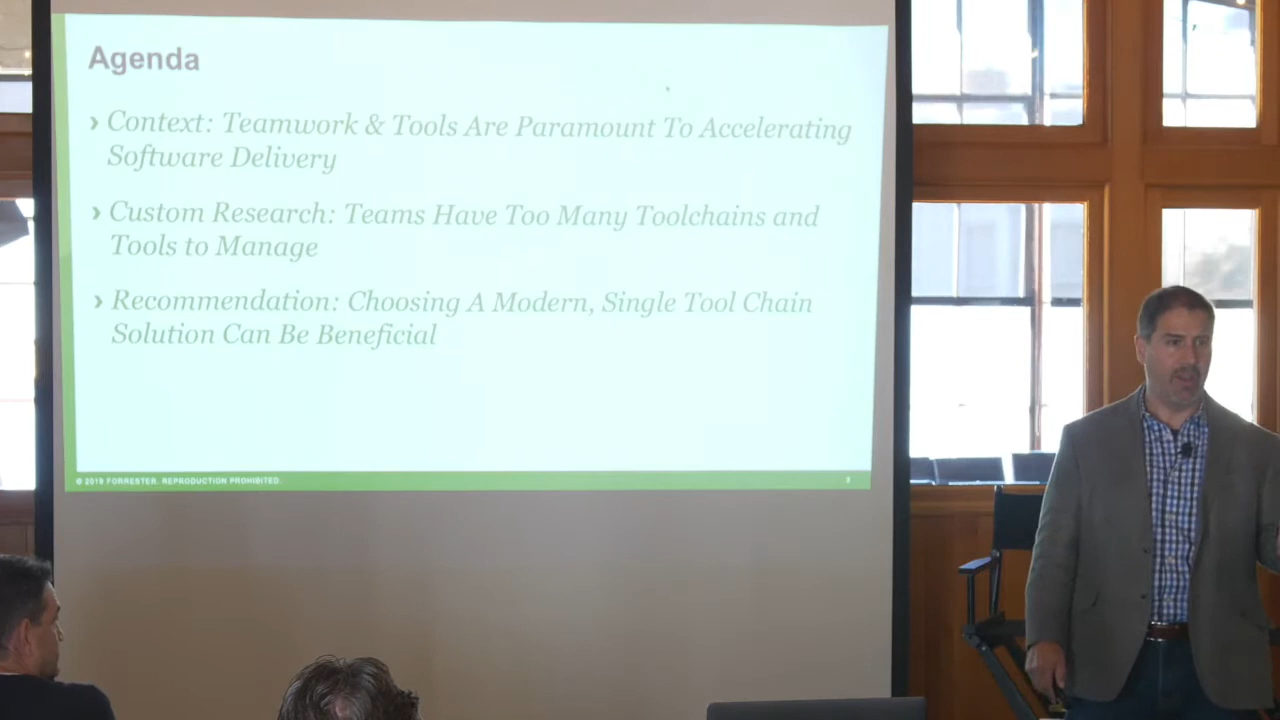 Agenda
› Context: Teamwork & Tools Are Paramount To Accelerating
Software Delivery
› Custom Research: Teams Have Too Many Toolchains and
Tools to Manage
› Recommendation: Choosing A Modern, Single Tool Chain
Solution Can Be Beneficial
© 2019 FORRESTER. REPRODUCTION PROHIBITED.